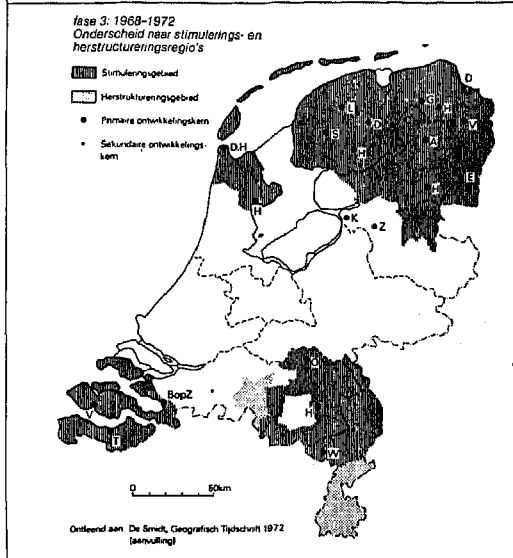 fase 3: 1968-1972
Onderscheid naar stimulerings- en
herstructureringsregio's
Stimuleringsgebied
Herstruktureringsgebied
Primaire ontwikkelingskern
Sekundaire ontwikkelings-
kern
D
G
L
H
D
V
S
A
D.H
H
E
H
H
K
Z
O
BopZ
H
V
T
W
0 50km
Ontleend aan De Smidt, Geografisch Tijdschrift 1972
(aanvulling)